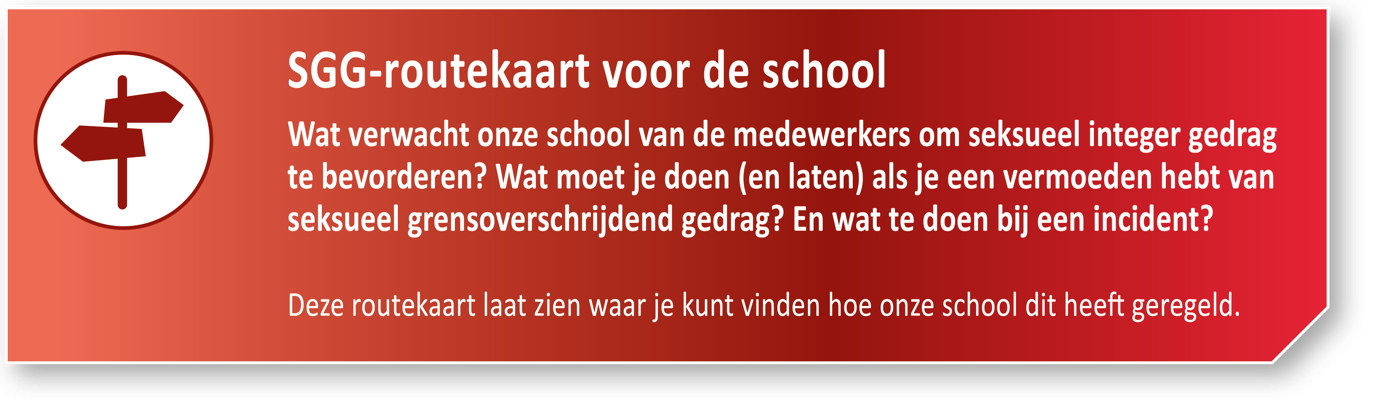 SGG-routekaart voor de school
Wat verwacht onze school van de medewerkers om seksueel integer gedrag
te bevorderen? Wat moet je doen (en laten) als je een vermoeden hebt van
seksueel grensoverschrijdend gedrag? En wat te doen bij een incident?
Deze routekaart laat zien waar je kunt vinden hoe onze school dit heeft geregeld.